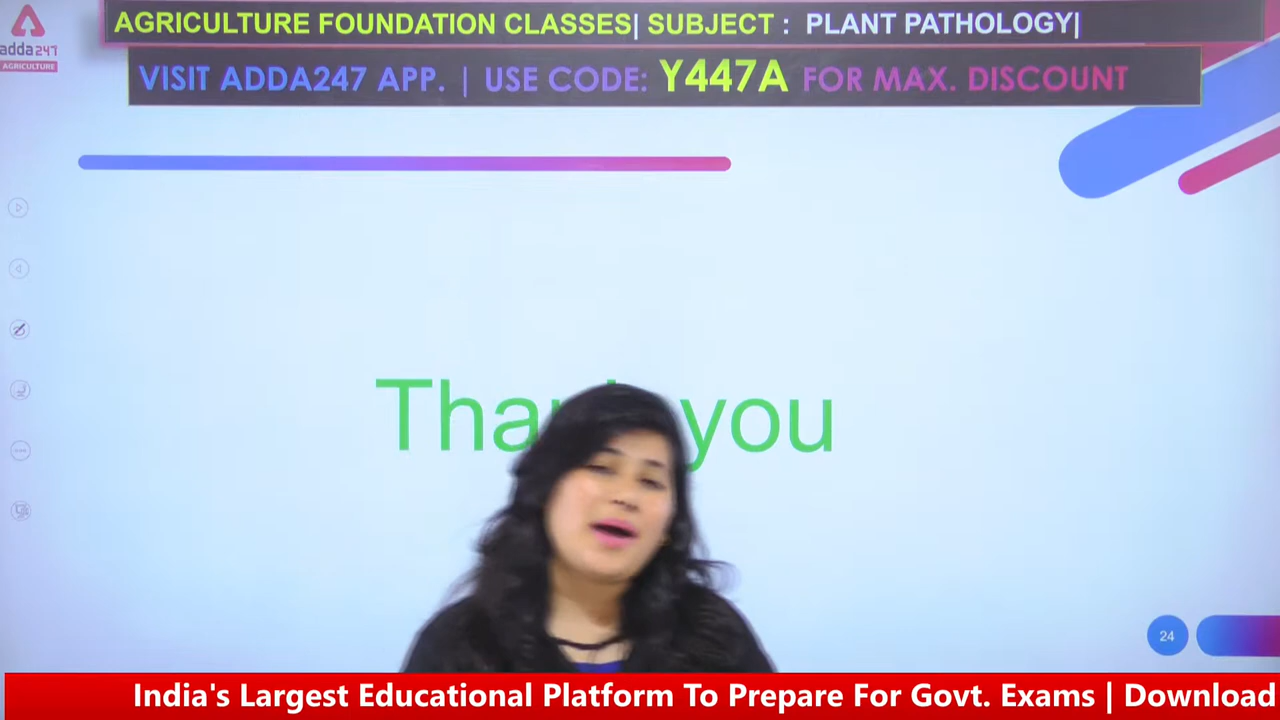 AGRICULTURE FOUNDATION CLASSES| SUBJECT : PLANT PATHOLOGY|
adda247
AGRICULTURE
VISIT ADDA247 APP. | USE CODE: Y447A FOR MAX. DISCOUNT
Thank you
24
India's Largest Educational Platform To Prepare For Govt. Exams | Download